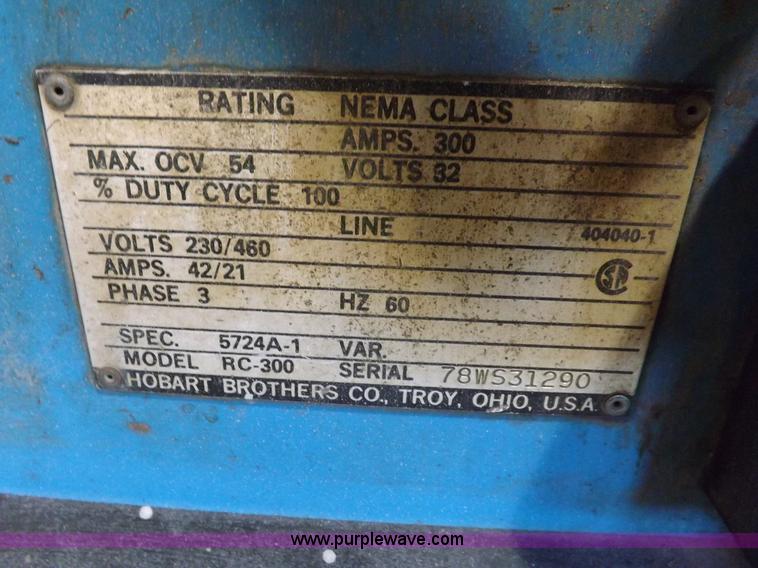 RATING NEMA CLASS
AMPS. 300
MAX. OCV 54 VOLTS 32
% DUTY CYCLE 100
LINE 404040-1
VOLTS 230/460
AMPS. 42/21
SA
PHASE 3 HZ 60
SPEC. 5724A-1 VAR.
MODEL RC-300 SERIAL 78WS31290
HOBART BROTHERS CO., TROY, OHIO, U.S.A.
www.purplewave.com